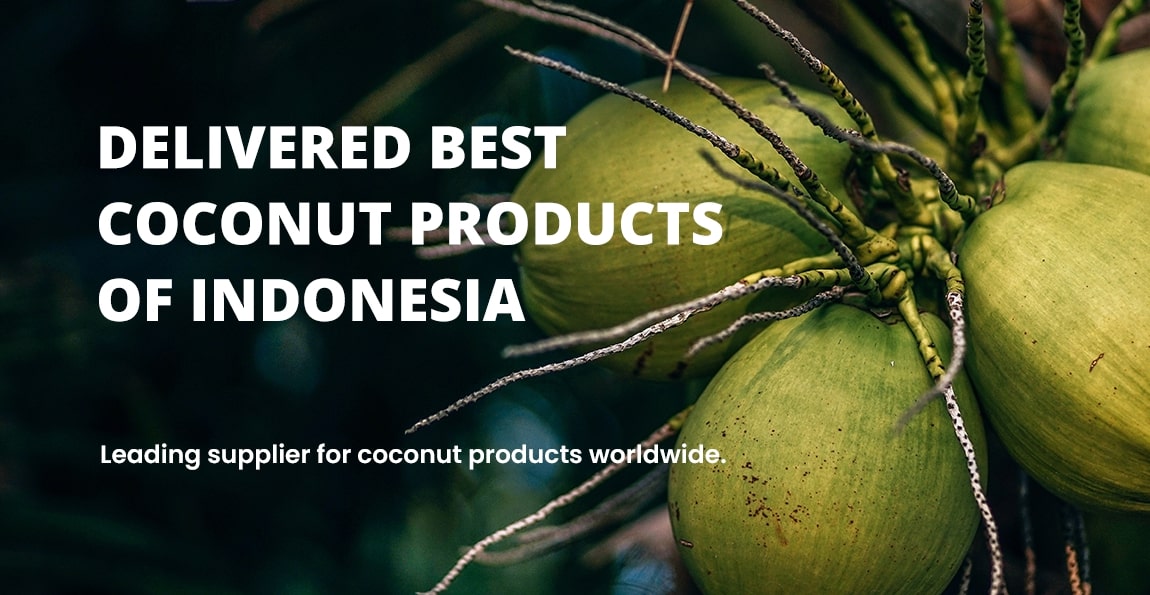 DELIVERED BEST
COCONUT PRODUCTS
OF INDONESIA
Leading supplier for coconut products worldwide.